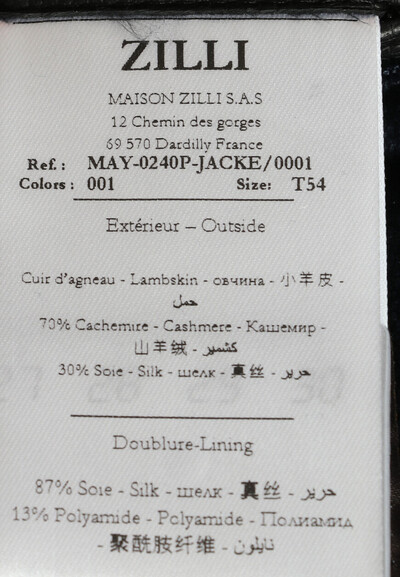 ZILLI
MAISON ZILLI S.A.S
12 Chemin des gorges
69 570 Dardilly France
Ref. : MAY-0240P-JACKE/0001
Colors : 001 Size: T54
Extérieur – Outside
Cuir d'agneau - Lambskin - овчина - 小羊皮 -
حمل
70% Cachemire - Cashmere - Кашемир -
山羊绒 - كشمير
30% Soie - Silk - шелк - 真丝 - حرير
Doublure-Lining
87% Soie - Silk - шелк - 真丝 - حرير
13% Polyamide - Polyamide - Полиамид
- 聚酰胺纤维 - نايلون